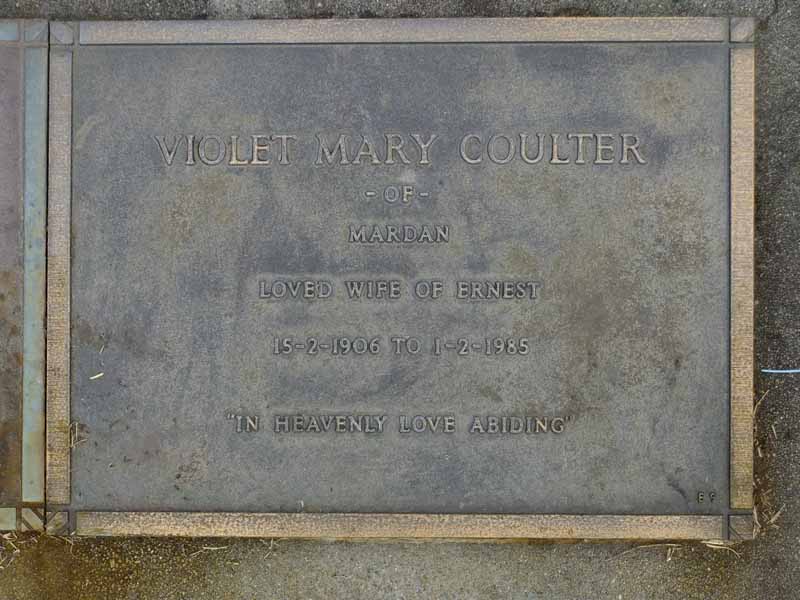 VIOLET MARY COULTER
- OF -
MARDAN
LOVED WIFE OF ERNEST
15-2-1906 TO 1-2-1985
"IN HEAVENLY LOVE ABIDING"